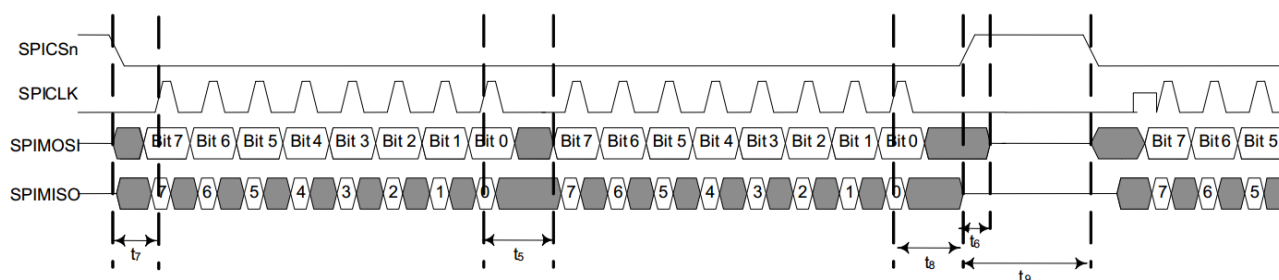 SPICSn
SPICLK
SPIMOSI Bit 7 Bit 6 Bit 5 Bit 4 Bit 3 Bit 2 Bit 1 Bit 0 Bit 7 Bit 6 Bit 5 Bit 4 Bit 3 Bit 2 Bit 1 Bit 0 Bit 7 Bit 6 Bit 5
SPIMISO 7 6 5 4 3 2 1 0 7 6 5 4 3 2 1 0 7 6 5
t7 t5 t8 t6
t9